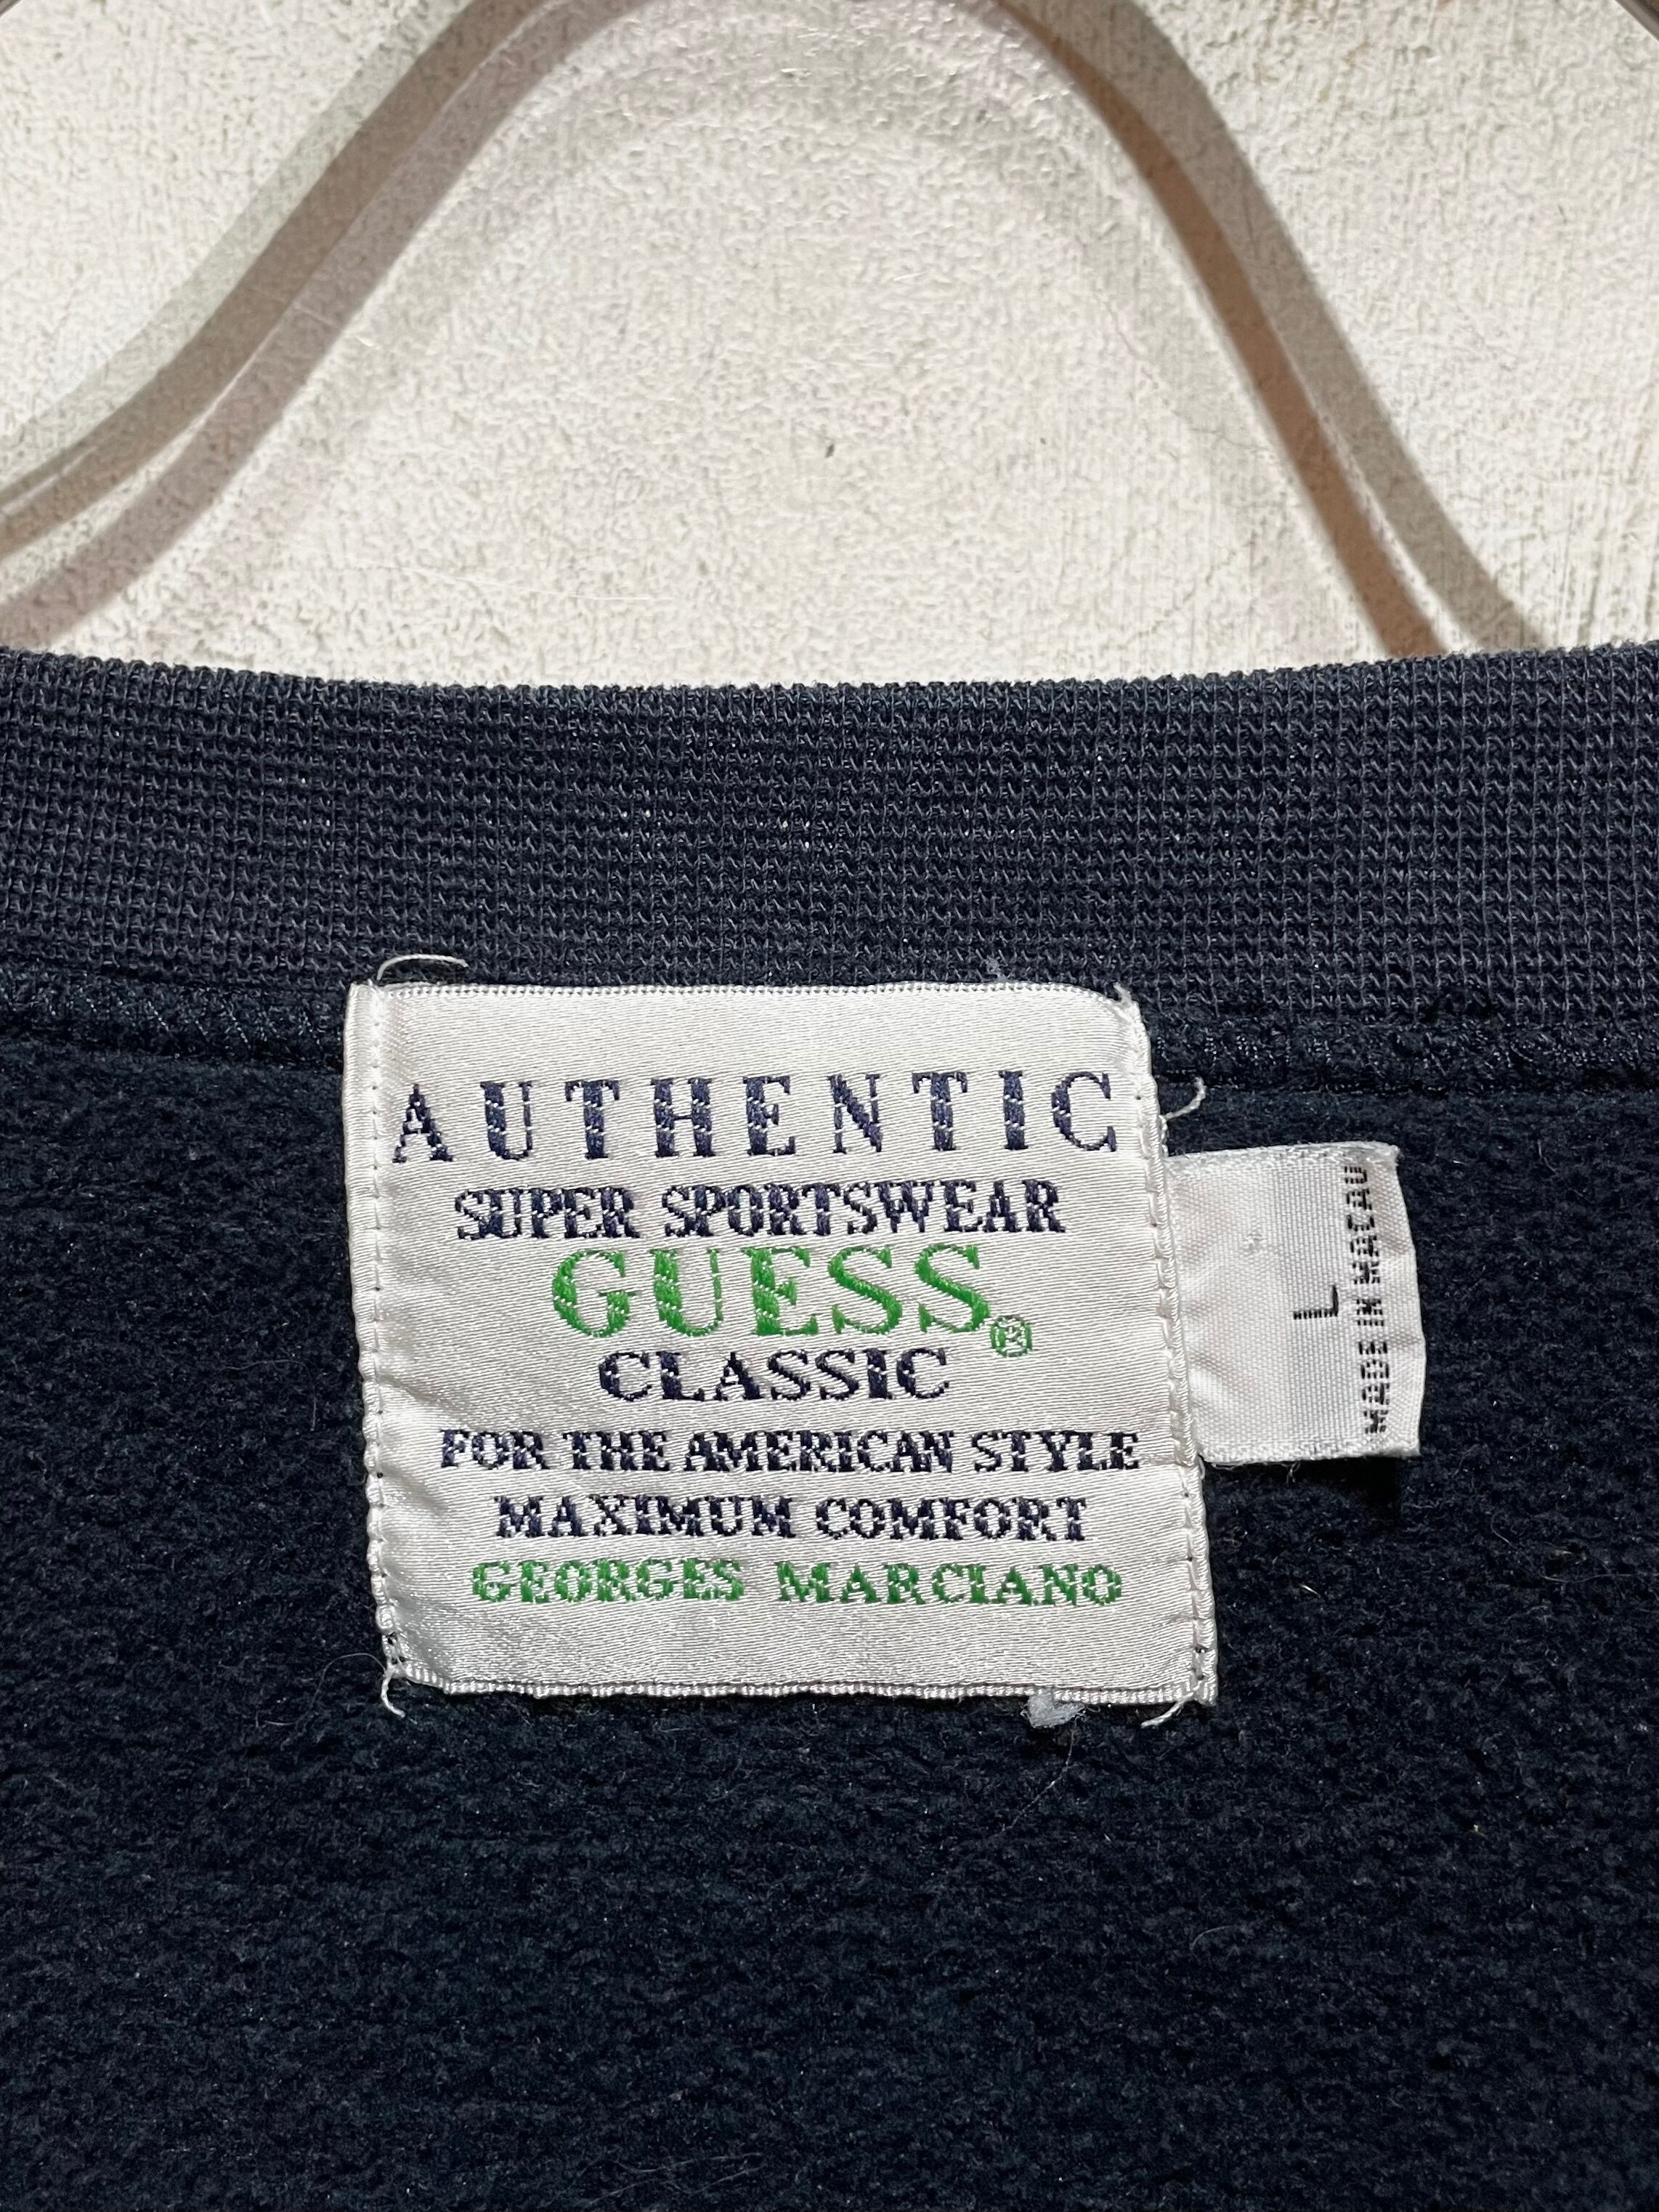 AUTHENTIC
SUPER SPORTSWEAR
GUESS®
CLASSIC
FOR THE AMERICAN STYLE
MAXIMUM COMFORT
GEORGES MARCIANO
L
MADE IN MACAU